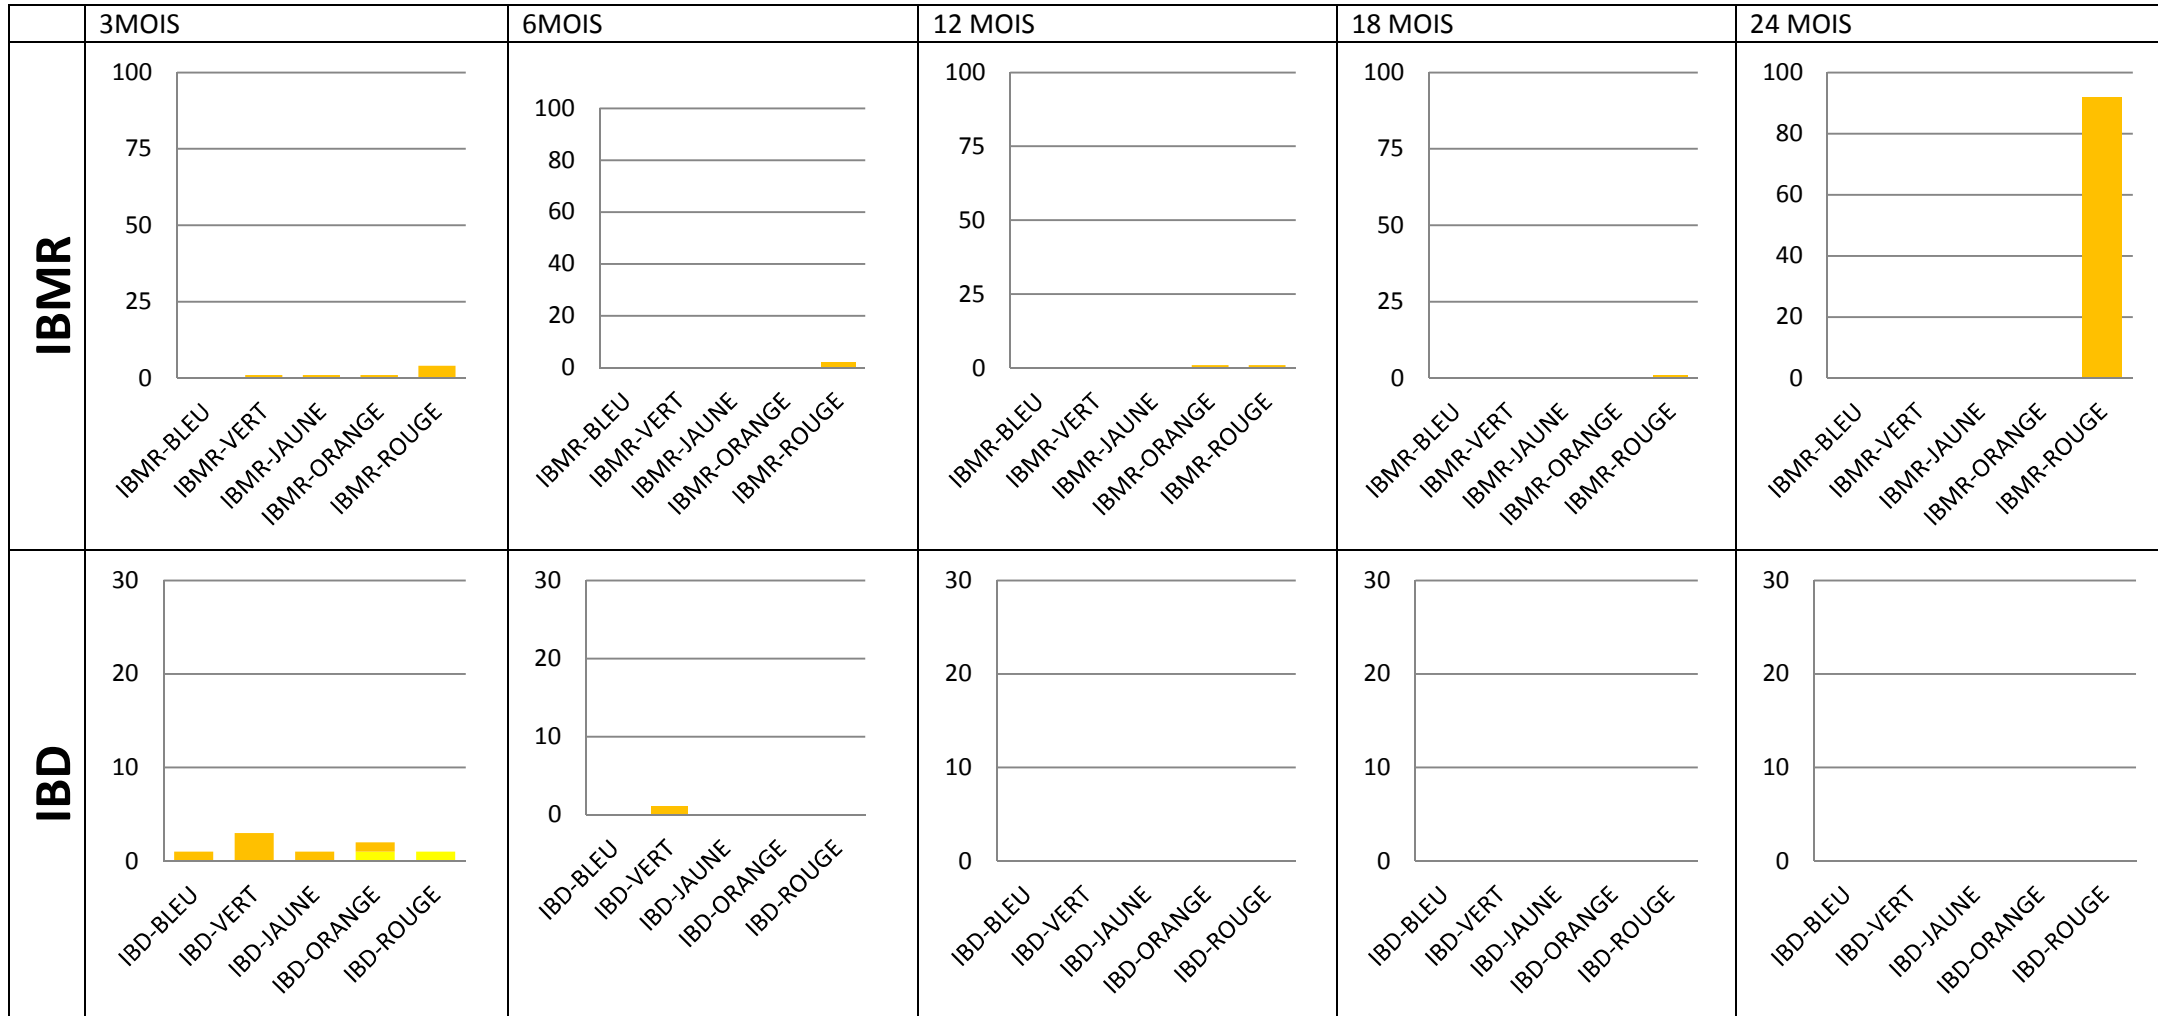 3MOIS
6MOIS
12 MOIS
18 MOIS
24 MOIS
IBMR
100
75
50
25
0
IBMR-BLEU
IBMR-VERT
IBMR-JAUNE
IBMR-ORANGE
IBMR-ROUGE
100
80
60
40
20
0
IBMR-BLEU
IBMR-VERT
IBMR-JAUNE
IBMR-ORANGE
IBMR-ROUGE
100
75
50
25
0
IBMR-BLEU
IBMR-VERT
IBMR-JAUNE
IBMR-ORANGE
IBMR-ROUGE
100
75
50
25
0
IBMR-BLEU
IBMR-VERT
IBMR-JAUNE
IBMR-ORANGE
IBMR-ROUGE
100
80
60
40
20
0
IBMR-BLEU
IBMR-VERT
IBMR-JAUNE
IBMR-ORANGE
IBMR-ROUGE
IBD
30
20
10
0
IBD-BLEU
IBD-VERT
IBD-JAUNE
IBD-ORANGE
IBD-ROUGE
30
20
10
0
IBD-BLEU
IBD-VERT
IBD-JAUNE
IBD-ORANGE
IBD-ROUGE
30
20
10
0
IBD-BLEU
IBD-VERT
IBD-JAUNE
IBD-ORANGE
IBD-ROUGE
30
20
10
0
IBD-BLEU
IBD-VERT
IBD-JAUNE
IBD-ORANGE
IBD-ROUGE
30
20
10
0
IBD-BLEU
IBD-VERT
IBD-JAUNE
IBD-ORANGE
IBD-ROUGE